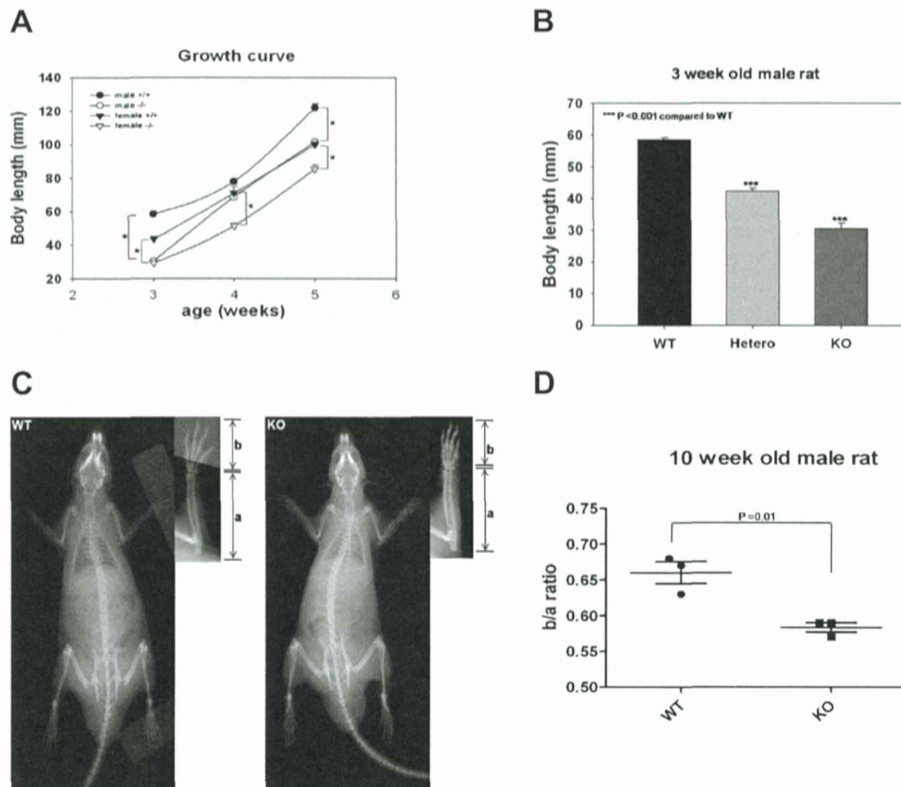 A
Growth curve
Body length (mm)
140
120
100
80
60
40
20
male +/+
male -/-
female +/+
female -/-
*
*
*
*
*
2
3
4
5
6
age (weeks)
B
3 week old male rat
Body length (mm)
70
60
50
40
30
20
10
0
*** P <0.001 compared to WT
***
***
WT
Hetero
KO
C
WT
b
a
KO
b
a
D
10 week old male rat
b/a ratio
0.75
0.70
0.65
0.60
0.55
0.50
P=0.01
WT
KO